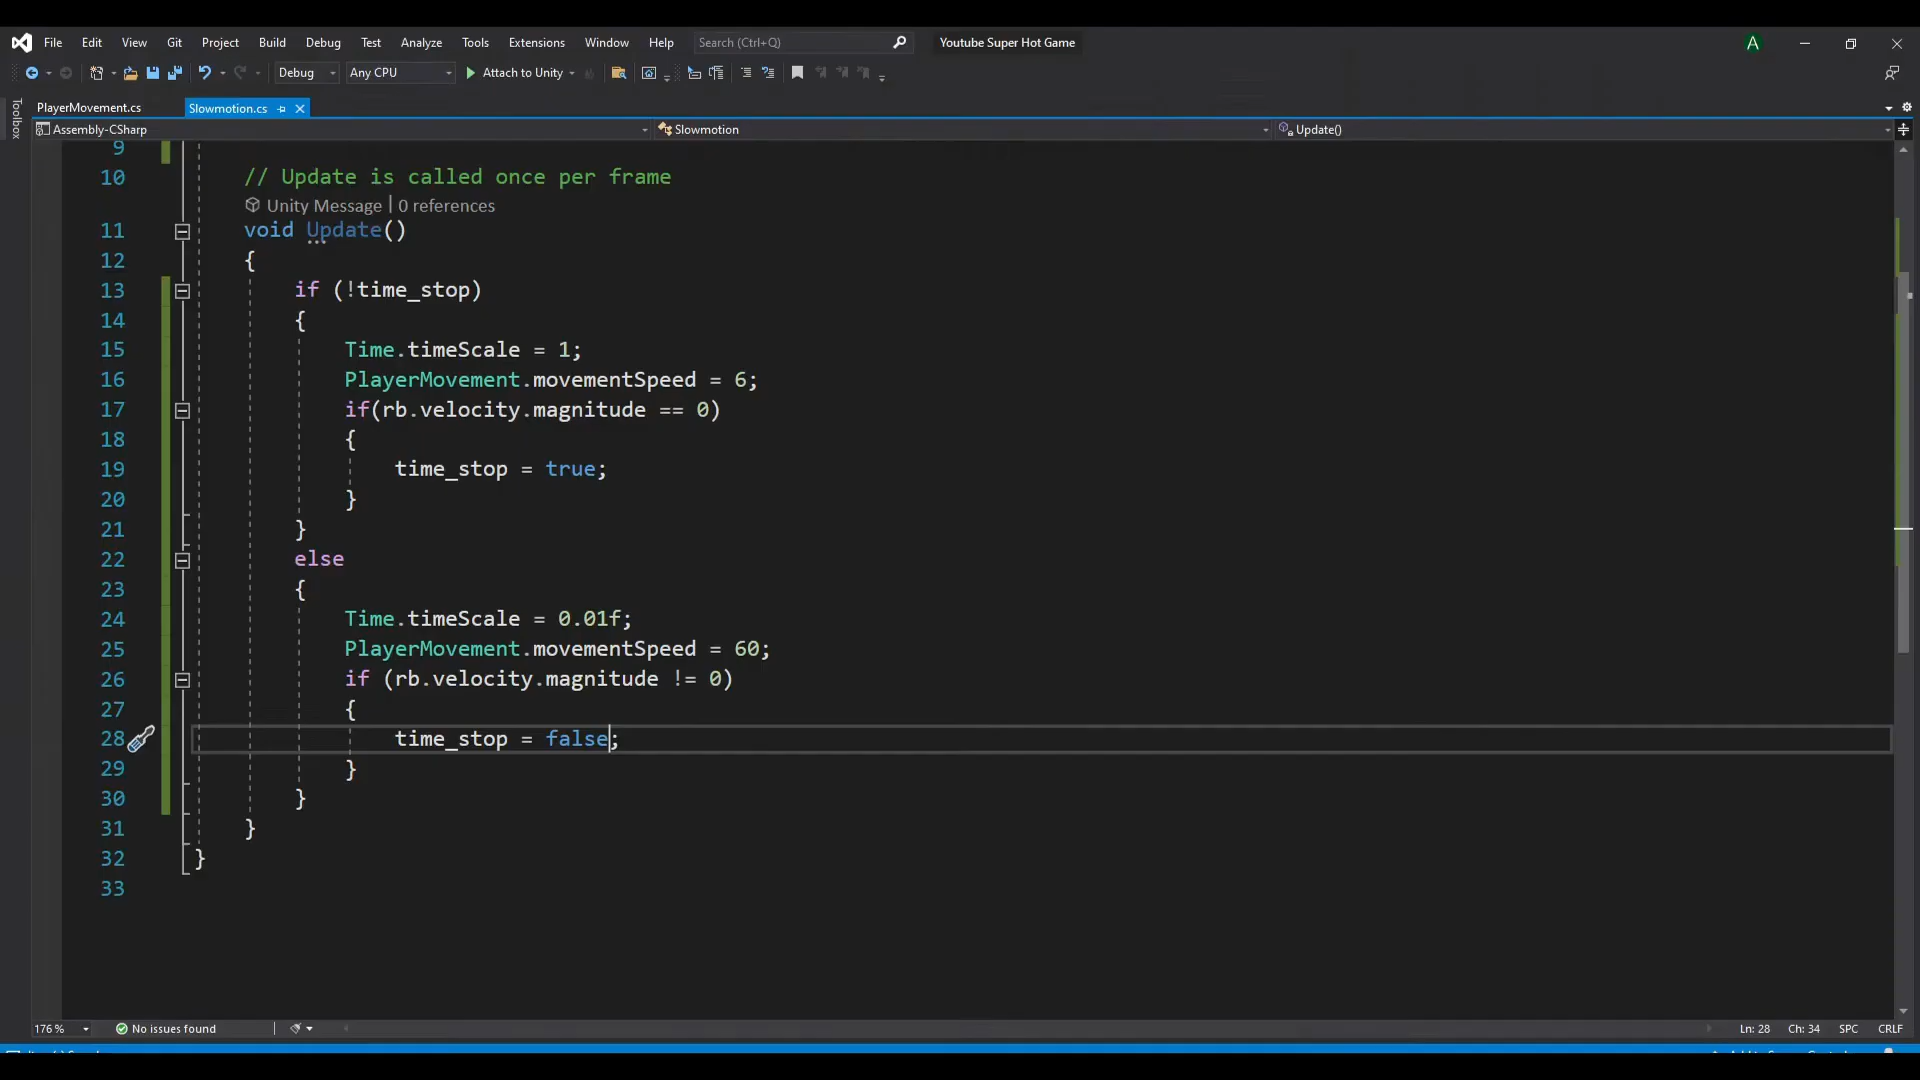 File Edit View Git Project Build Debug Test Analyze Tools Extensions Window Help Search (Ctrl+Q) Youtube Super Hot Game A
Debug Any CPU Attach to Unity
PlayerMovement.cs Slowmotion.cs
Toolbox
Assembly-CSharp Slowmotion Update()
9
10 // Update is called once per frame
Unity Message | 0 references
11 void Update()
12 {
13 if (!time_stop)
14 {
15 Time.timeScale = 1;
16 PlayerMovement.movementSpeed = 6;
17 if(rb.velocity.magnitude == 0)
18 {
19 time_stop = true;
20 }
21 }
22 else
23 {
24 Time.timeScale = 0.01f;
25 PlayerMovement.movementSpeed = 60;
26 if (rb.velocity.magnitude != 0)
27 {
28 time_stop = false;
29 }
30 }
31 }
32 }
33
176 % No issues found Ln: 28 Ch: 34 SPC CRLF